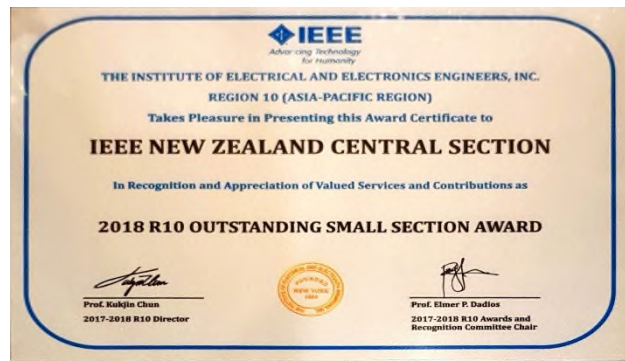 IEEE
Advancing Technology
for Humanity
THE INSTITUTE OF ELECTRICAL AND ELECTRONICS ENGINEERS, INC.
REGION 10 (ASIA-PACIFIC REGION)
Takes Pleasure in Presenting this Award Certificate to
IEEE NEW ZEALAND CENTRAL SECTION
In Recognition and Appreciation of Valued Services and Contributions as
2018 R10 OUTSTANDING SMALL SECTION AWARD
Prof. Kukjin Chun
2017-2018 R10 Director
Prof. Elmer P. Dadios
2017-2018 R10 Awards and
Recognition Committee Chair